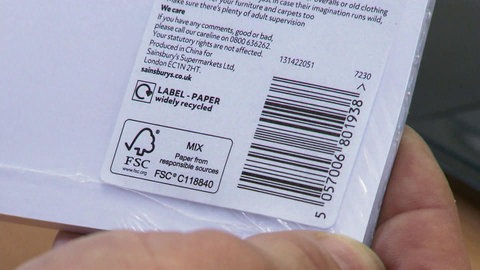 overalls or old clothing
just in case their imagination runs wild,
of your furniture and carpets too
make sure there's plenty of adult supervision
We care
If you have any comments, good or bad,
please call our careline on 0800 636262.
Your statutory rights are not affected.
Produced in China for
Sainsbury's Supermarkets Ltd,
London EC1N 2HT.
sainsburys.co.uk
131422051
7230
LABEL - PAPER
widely recycled
FSC
www.fsc.org
MIX
Paper from
responsible sources
FSC® C118840
5 057006 801938 >